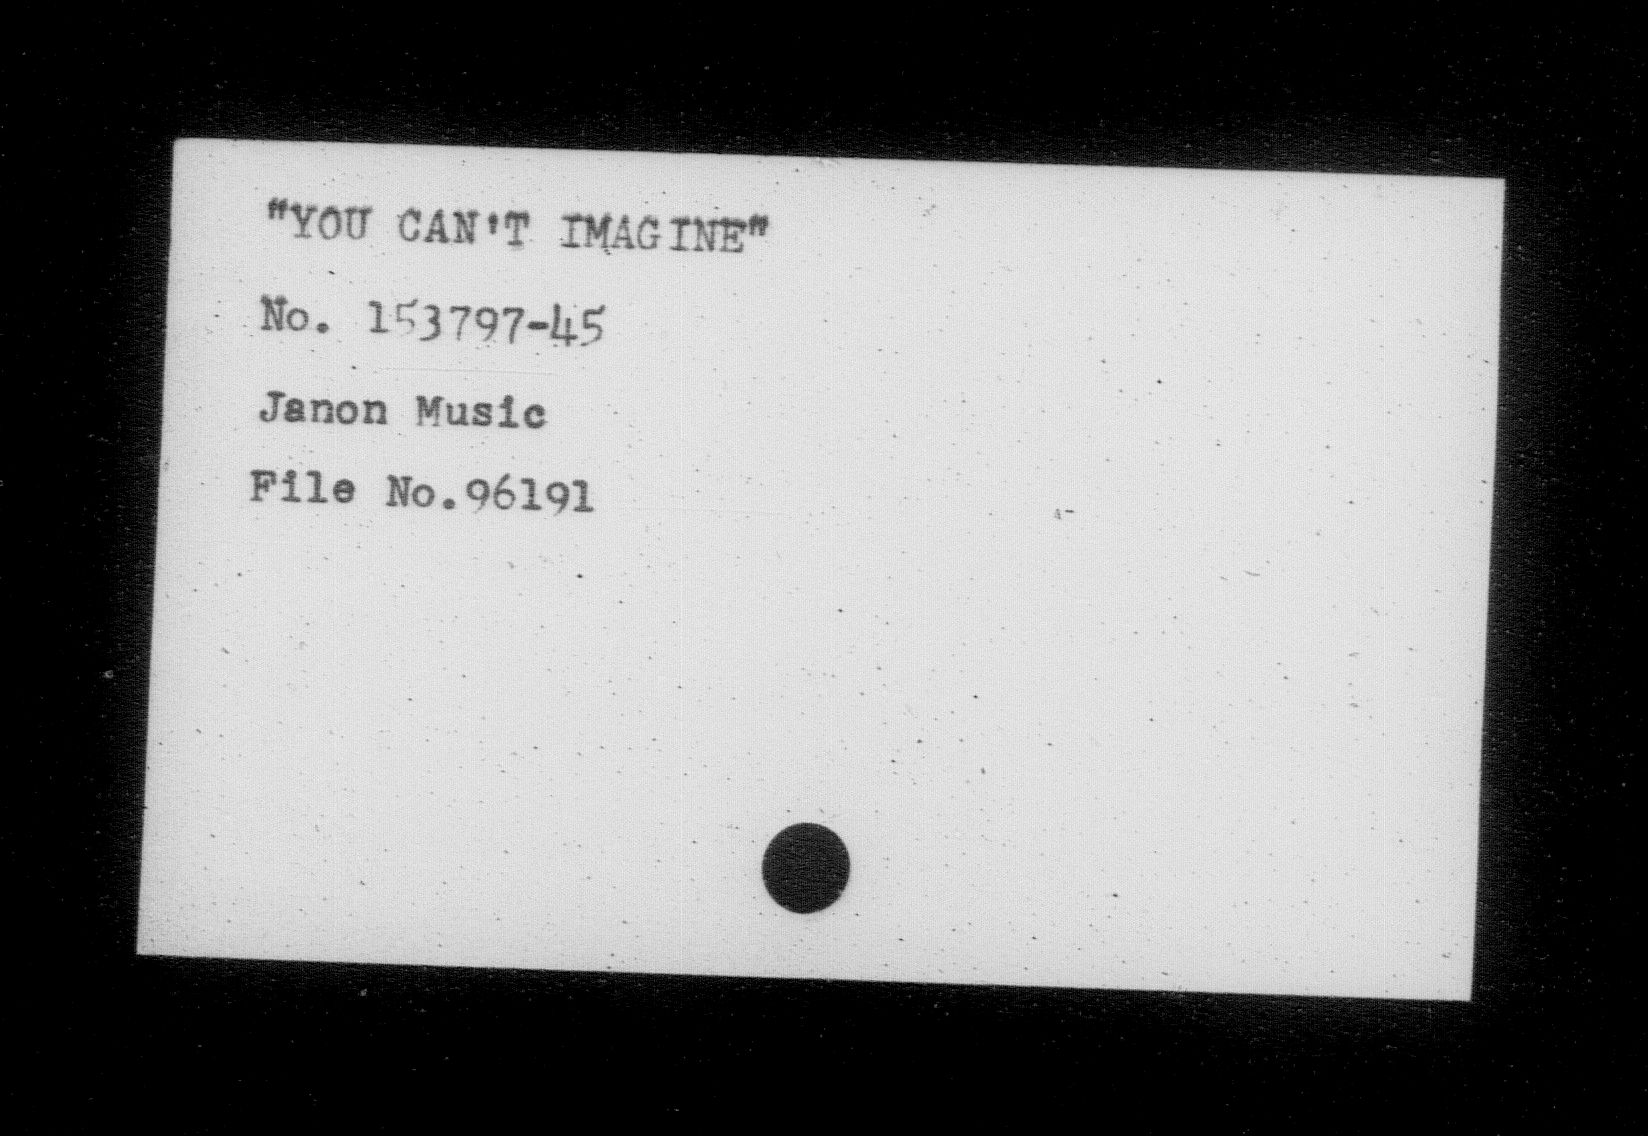 "YOU CAN'T IMAGINE"
No. 153797-45
Janon Music
File No.96191